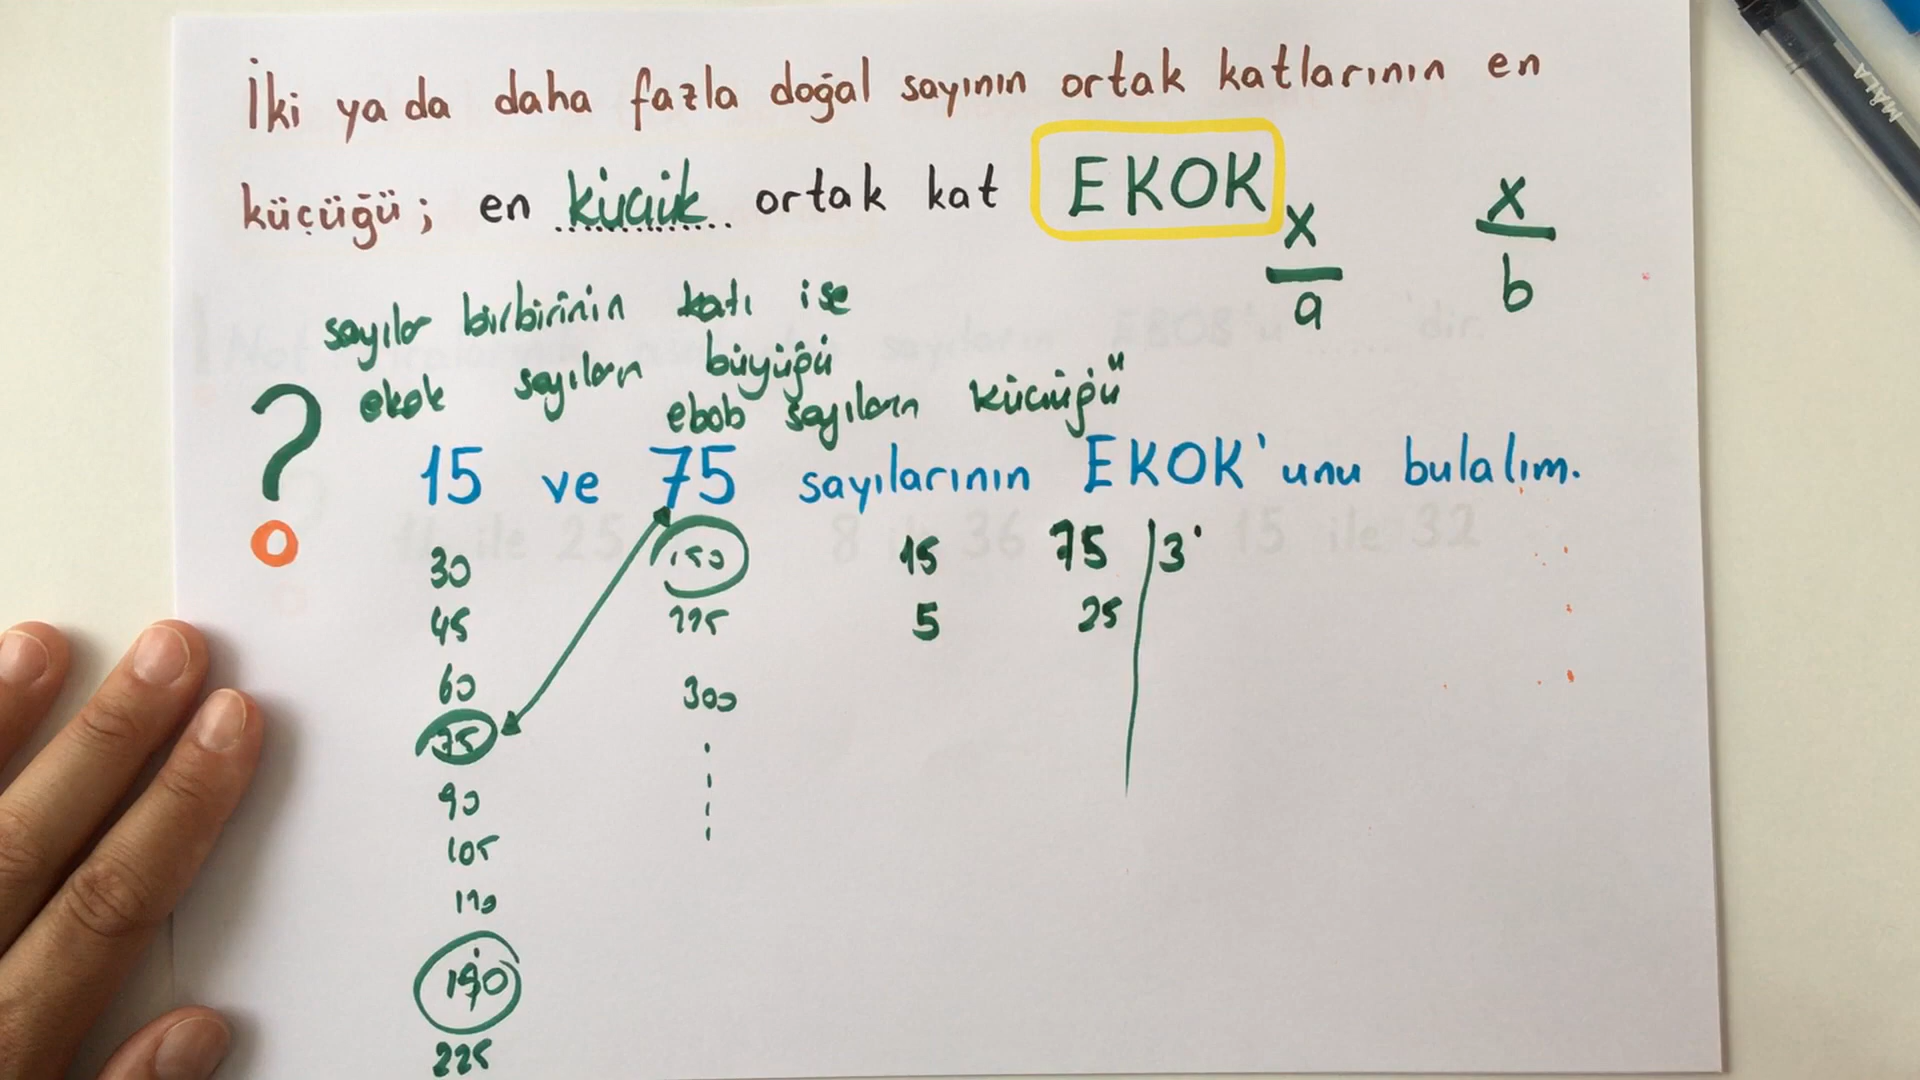 İki ya da daha fazla doğal sayının ortak katlarının en
küçüğü; en küçük ortak kat EKOK
x x
a b
sayılar birbirinin katı ise
ekok sayıların büyüğü
ebob sayıların küçüğü
? 15 ve 75 sayılarının EKOK'unu bulalım.
30 150 15 75 3
45 225 5 25
60 300
75
90
105
120
150
225
MÂLÂ